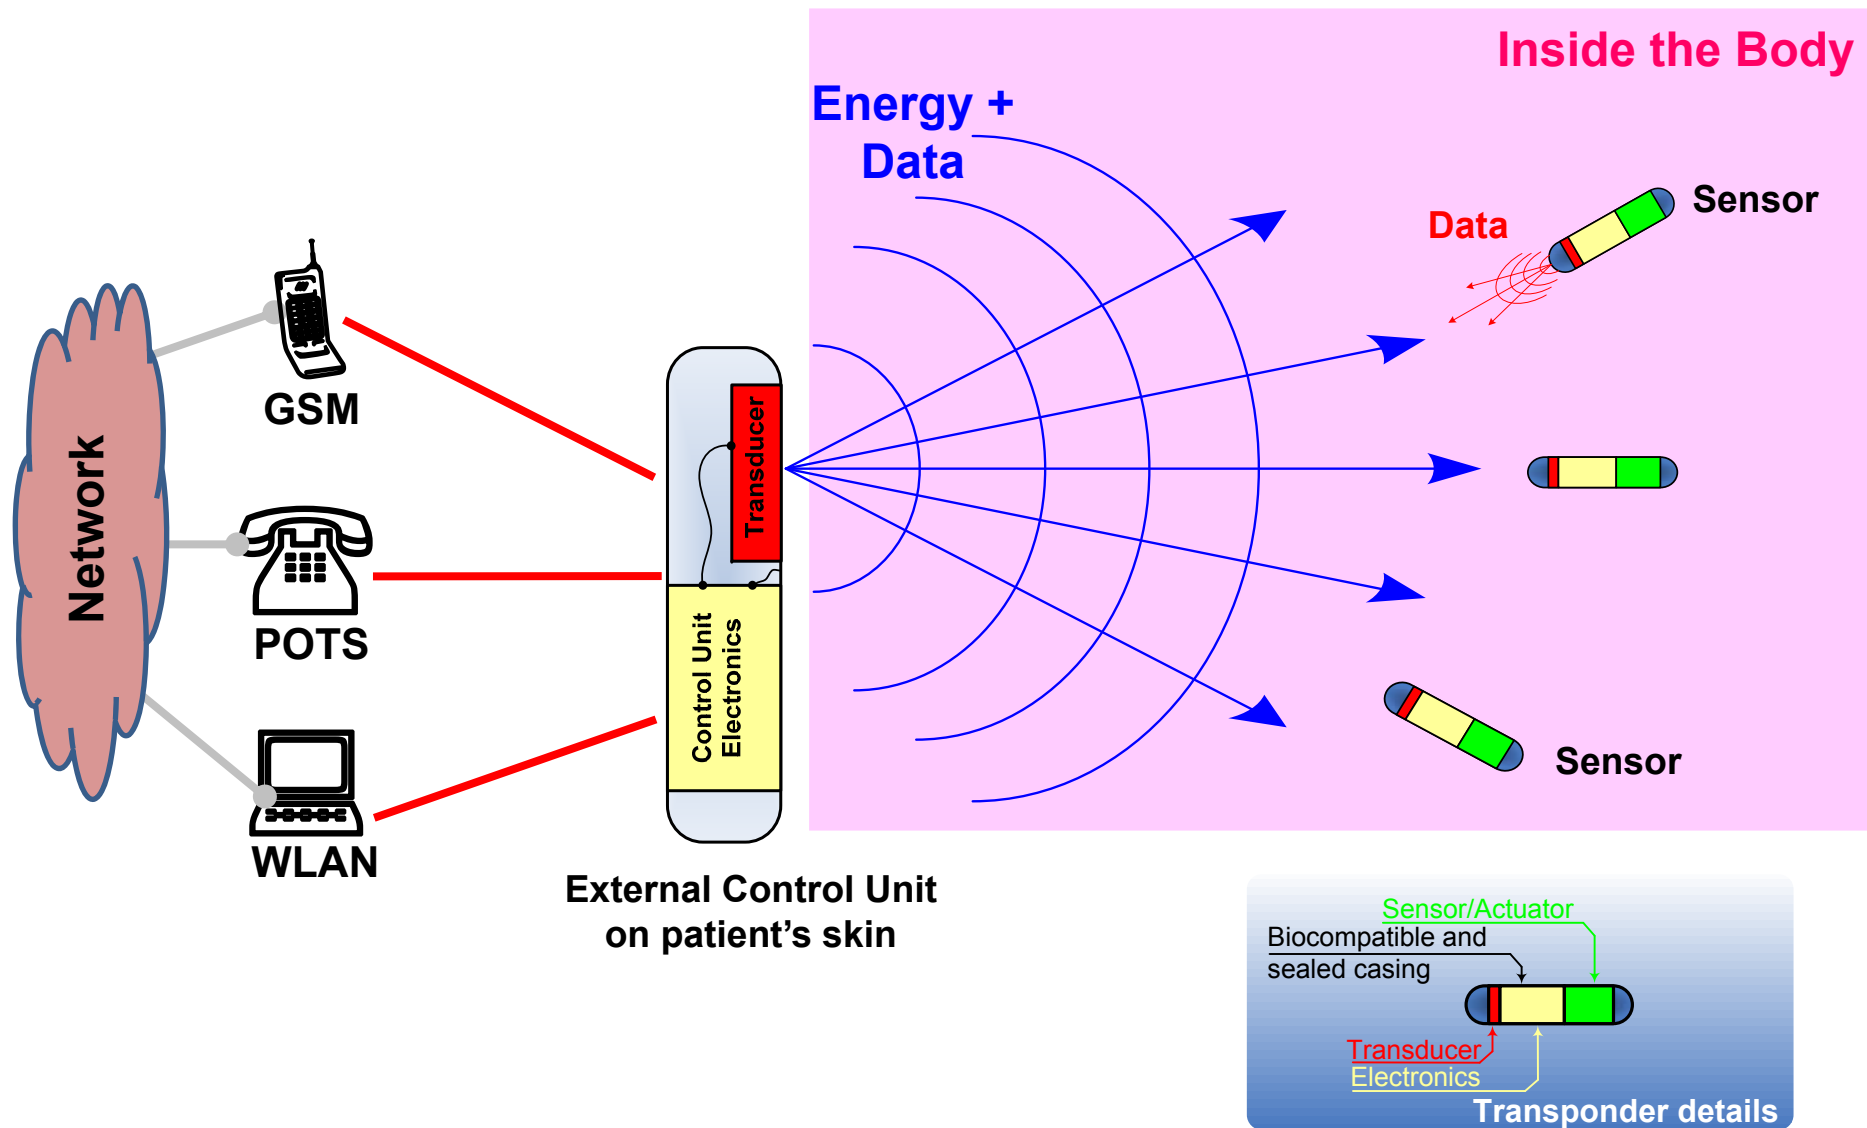 Inside the Body
Energy +
Data
Sensor
Data
GSM
Network
Transducer
POTS
Control Unit
Electronics
Sensor
WLAN
External Control Unit
on patient's skin
Sensor/Actuator
Biocompatible and
sealed casing
Transducer
Electronics
Transponder details